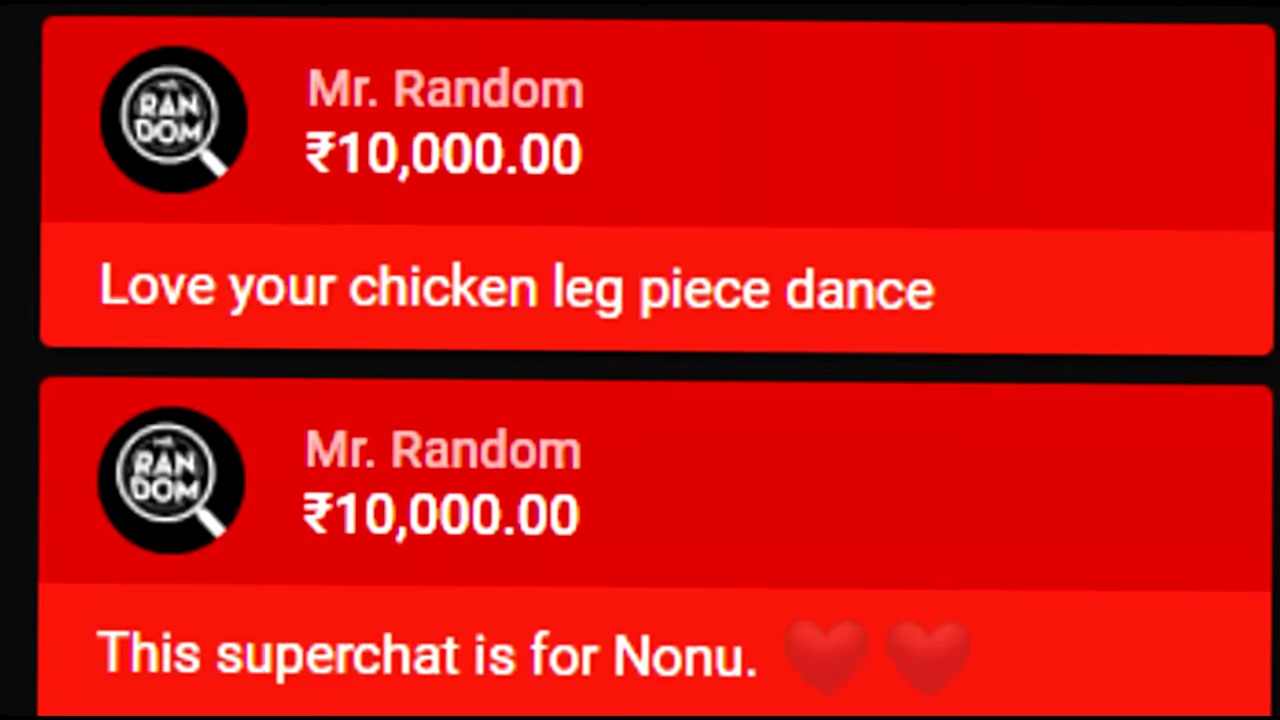 RAN
DOM
Mr. Random
₹10,000.00
Love your chicken leg piece dance
RAN
DOM
Mr. Random
₹10,000.00
This superchat is for Nonu. ❤️❤️